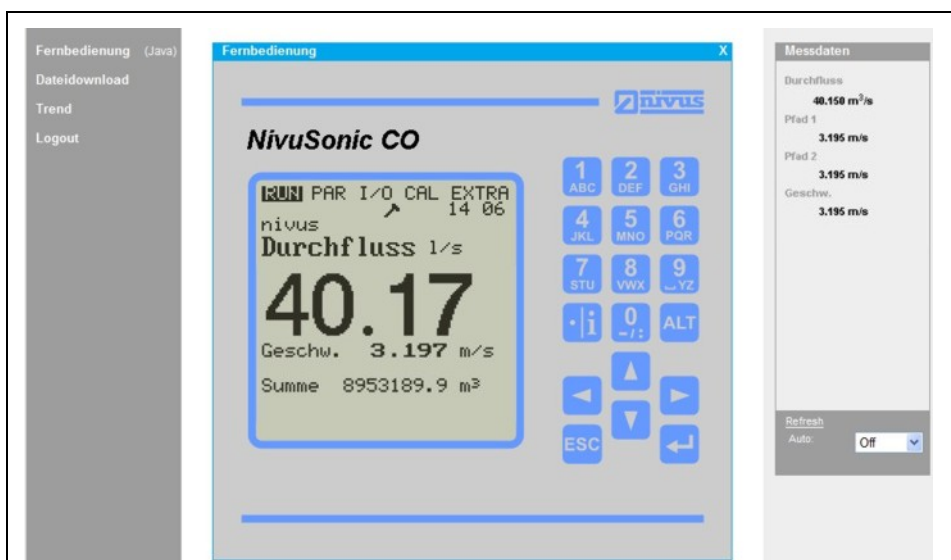 Fernbedienung (Java)
Dateidownload
Trend
Logout
Fernbedienung X
nivus
NivuSonic CO
RUN PAR I/O CAL EXTRA
14 06
nivus
Durchfluss l/s
40.17
Geschw. 3.197 m/s
Summe 8953189.9 m³
1 ABC
2 DEF
3 GHI
4 JKL
5 MNO
6 PQR
7 STU
8 VWX
9 ␣YZ
·|i
0 –/:
ALT
ESC
Messdaten
Durchfluss
40.150 m³/s
Pfad 1
3.195 m/s
Pfad 2
3.195 m/s
Geschw.
3.195 m/s
Refresh
Auto: Off